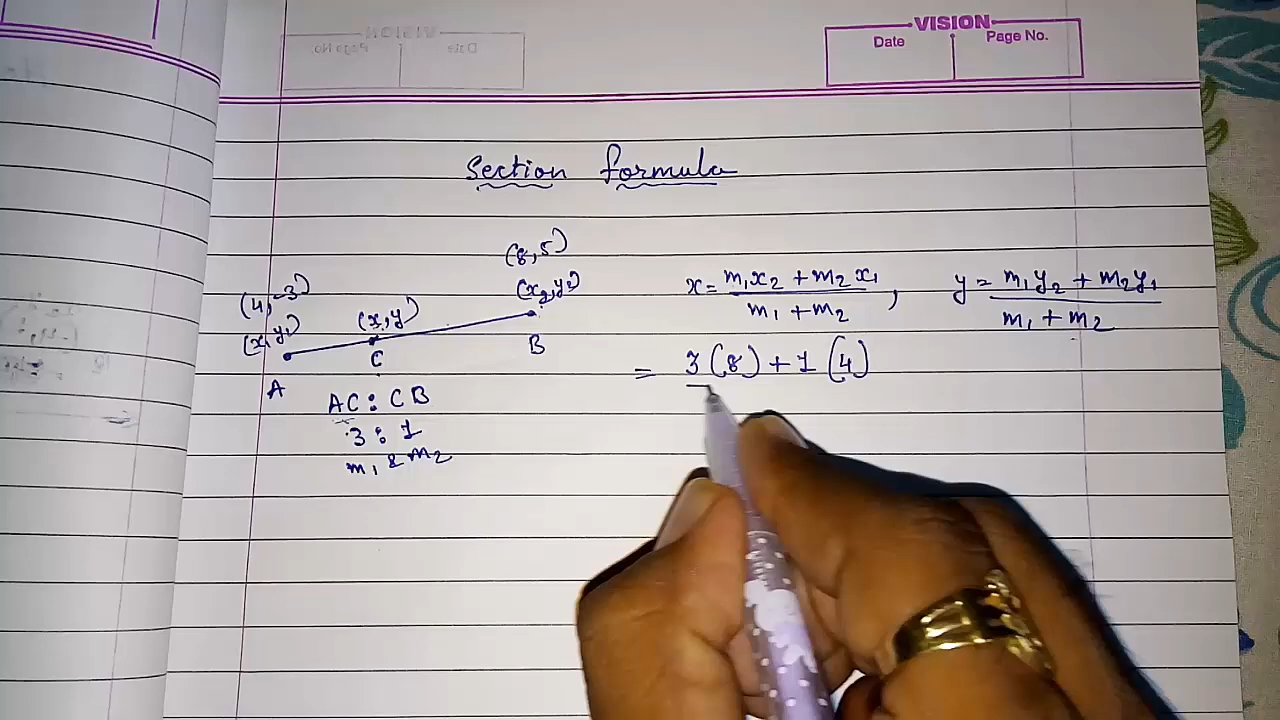 VISION
Date Page No.
Section formula
(8,5)
(4,-3) (x2,y2)
(x,y1) (x,y)
x = m1x2 + m2x1 / m1 + m2 , y = m1y2 + m2y1 / m1 + m2
A C B
= 3(8) + 1(4)
AC : CB
3 : 1
m1 & m2